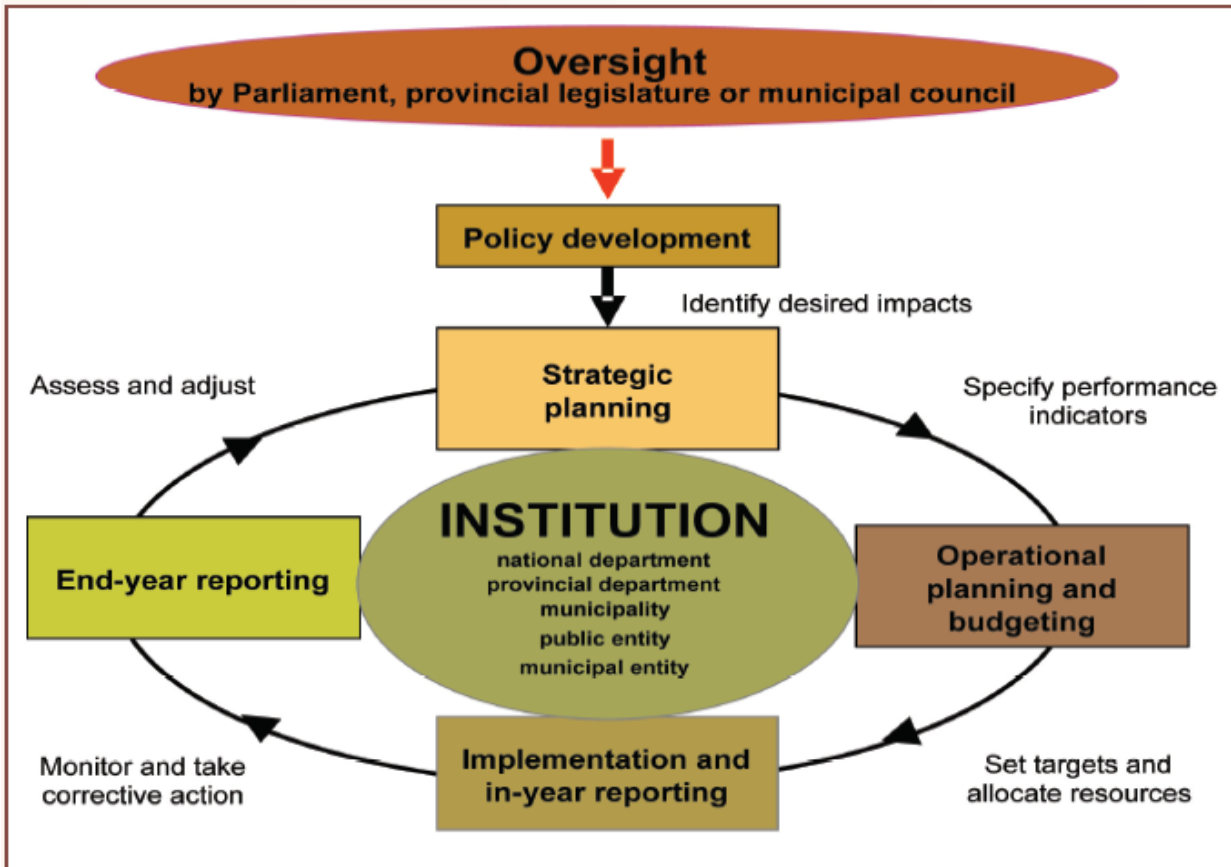 Oversight
by Parliament, provincial legislature or municipal council
Policy development
Identify desired impacts
Strategic
planning
Assess and adjust
Specify performance
indicators
INSTITUTION
national department
provincial department
municipality
public entity
municipal entity
End-year reporting
Operational
planning and
budgeting
Implementation and
in-year reporting
Monitor and take
corrective action
Set targets and
allocate resources